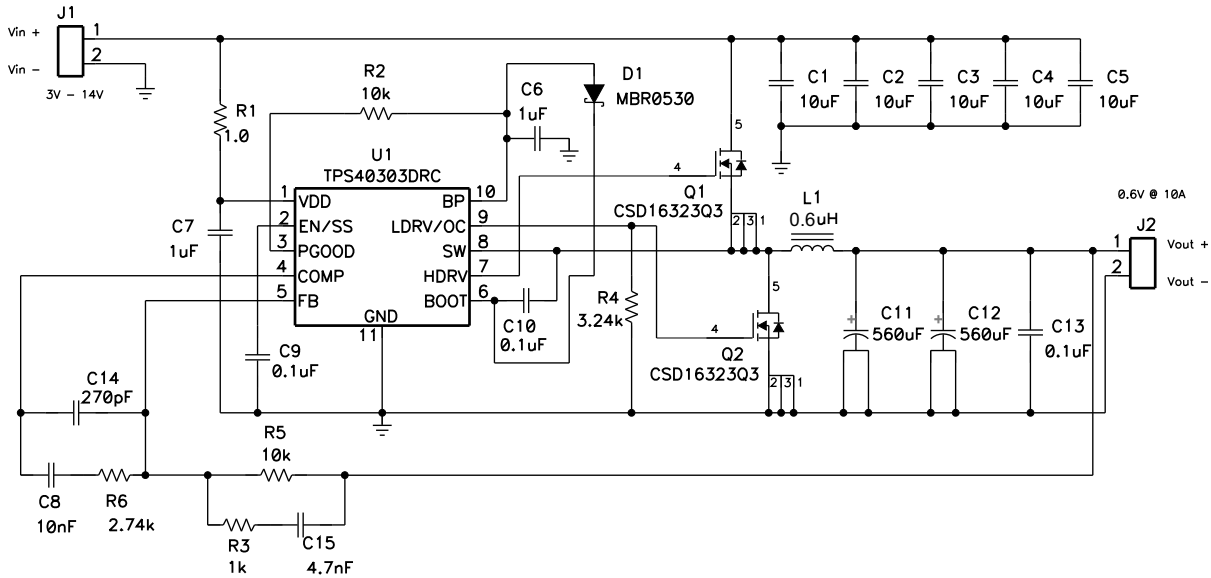 J1
Vin +
1
Vin -
2
3V - 14V
R1
1.0
R2
10k
C6
1uF
D1
MBR0530
C1
10uF
C2
10uF
C3
10uF
C4
10uF
C5
10uF
5
4
Q1
CSD16323Q3
2 3 1
U1
TPS40303DRC
1 VDD
2 EN/SS
3 PGOOD
4 COMP
5 FB
BP 10
LDRV/OC 9
SW 8
HDRV 7
BOOT 6
GND
11
C7
1uF
L1
0.6uH
0.6V @ 10A
J2
1 Vout +
2 Vout -
R4
3.24k
C10
0.1uF
5
4
Q2
CSD16323Q3
2 3 1
+
C11
560uF
+
C12
560uF
C13
0.1uF
C9
0.1uF
C14
270pF
C8
10nF
R6
2.74k
R5
10k
R3
1k
C15
4.7nF